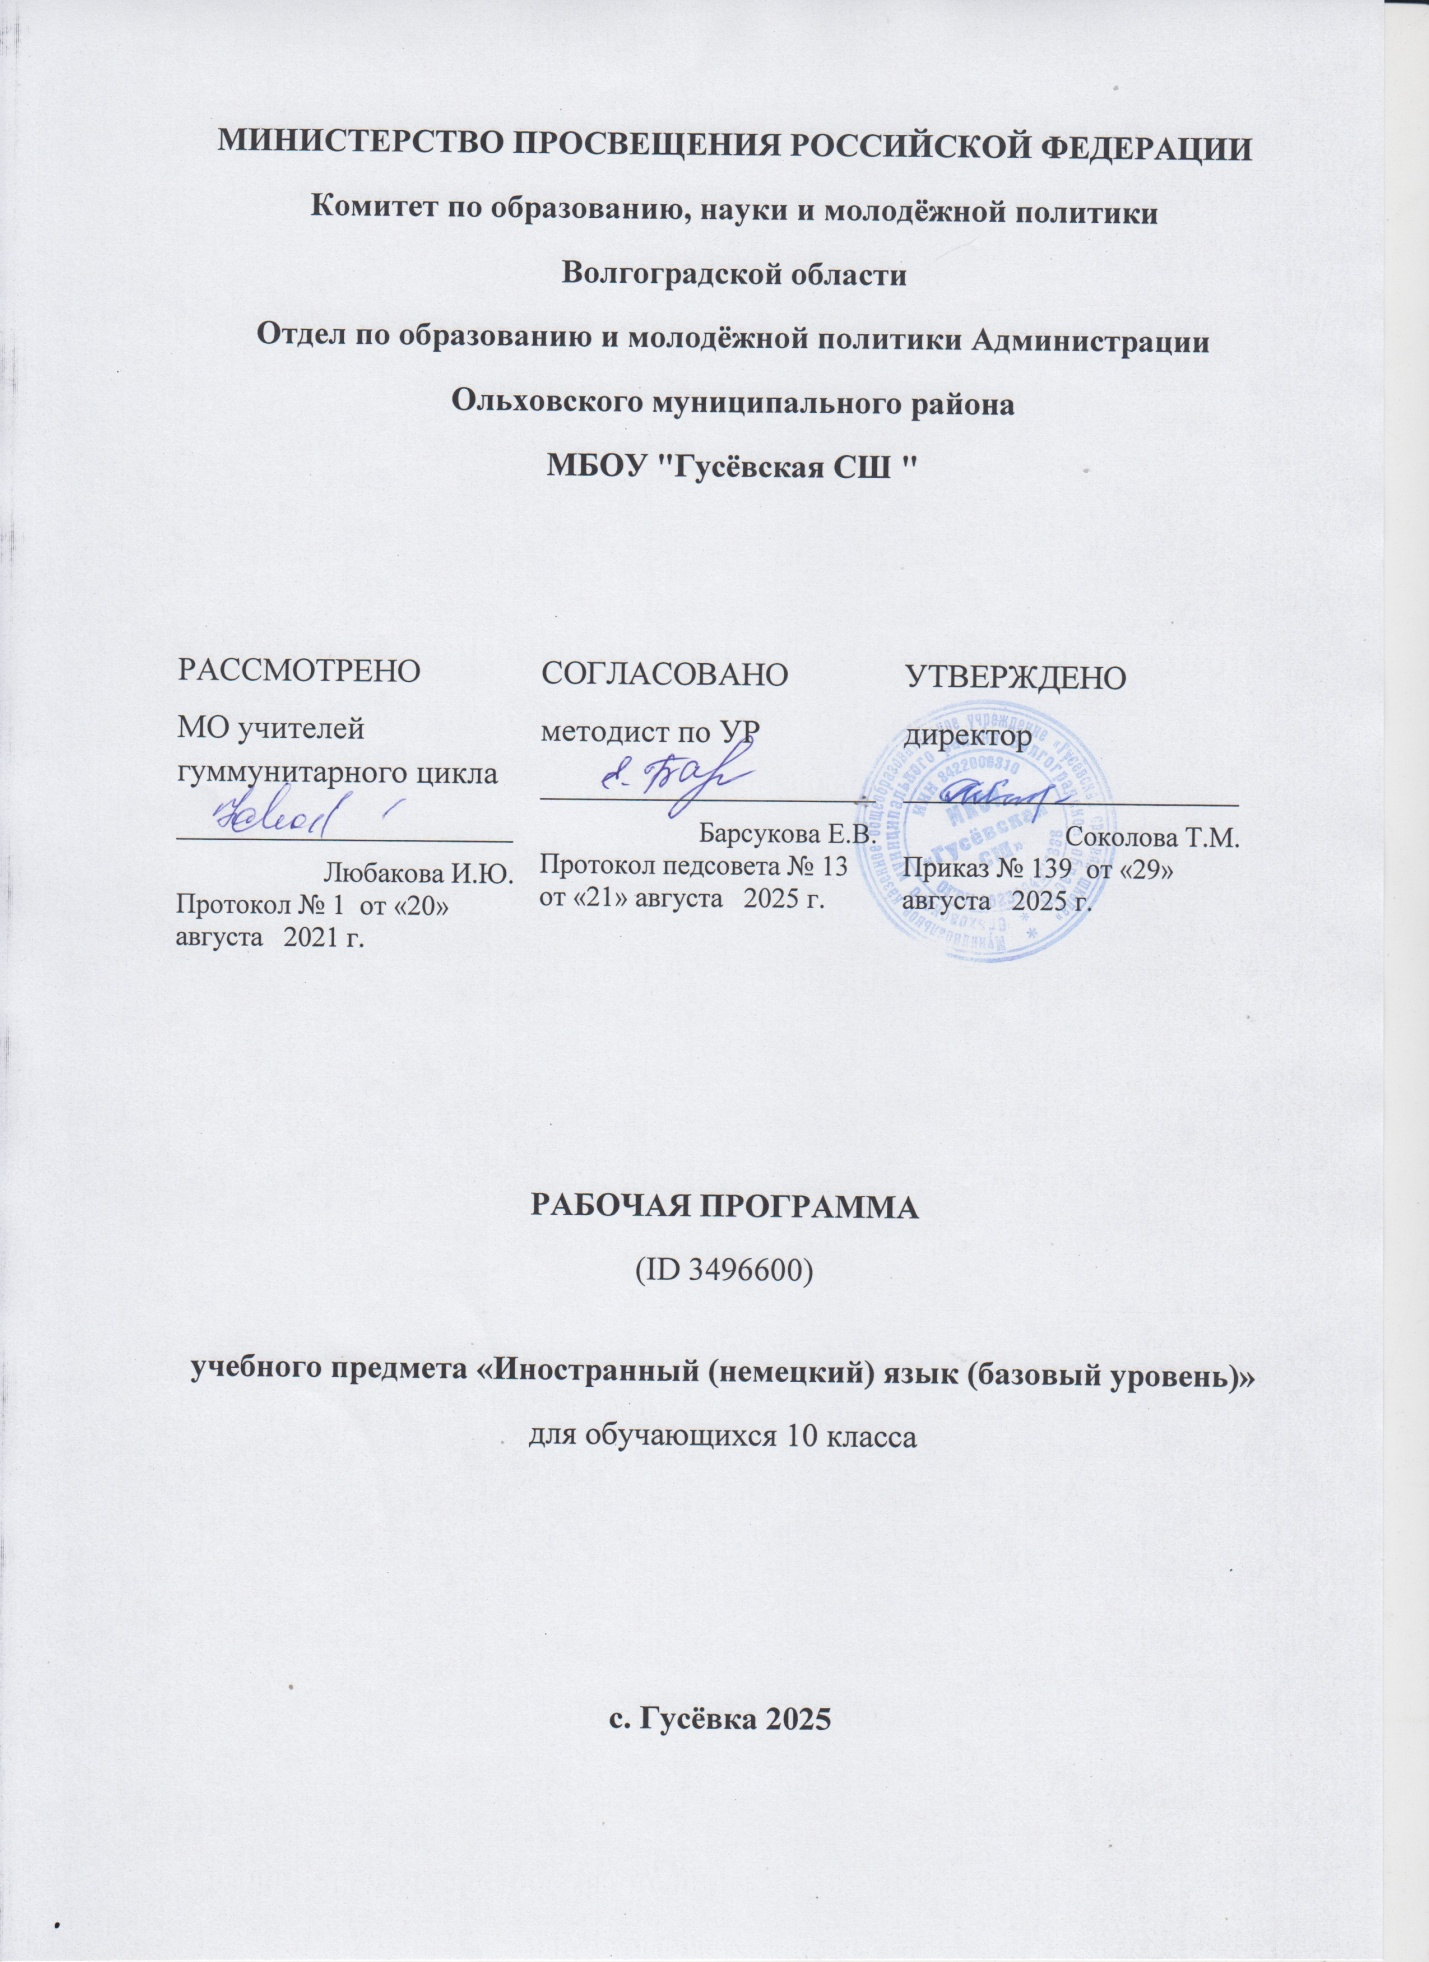 МИНИСТЕРСТВО ПРОСВЕЩЕНИЯ РОССИЙСКОЙ ФЕДЕРАЦИИ
Комитет по образованию, науки и молодёжной политики
Волгоградской области
Отдел по образованию и молодёжной политики Администрации
Ольховского муниципального района
МБОУ "Гусёвская СШ "
РАССМОТРЕНО
МО учителей
гуммунитарного цикла
Любакова И.Ю.
Протокол № 1 от «20»
августа 2021 г.
СОГЛАСОВАНО
методист по УР
Барсукова Е.В.
Протокол педсовета № 13
от «21» августа 2025 г.
УТВЕРЖДЕНО
директор
Соколова Т.М.
Приказ № 139 от «29»
августа 2025 г.
«Гусёвская
СШ»
РАБОЧАЯ ПРОГРАММА
(ID 3496600)
учебного предмета «Иностранный (немецкий) язык (базовый уровень)»
для обучающихся 10 класса
с. Гусёвка 2025